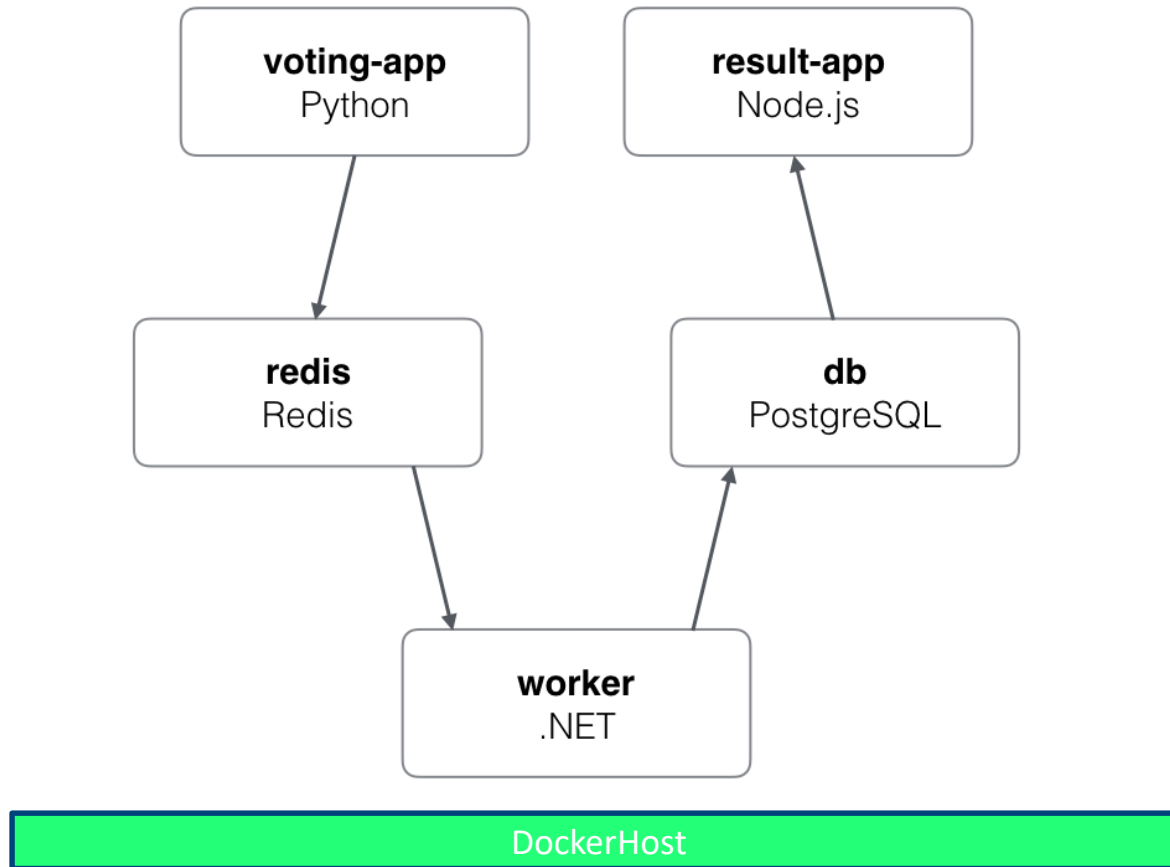 voting-app
Python
result-app
Node.js
redis
Redis
db
PostgreSQL
worker
.NET
DockerHost